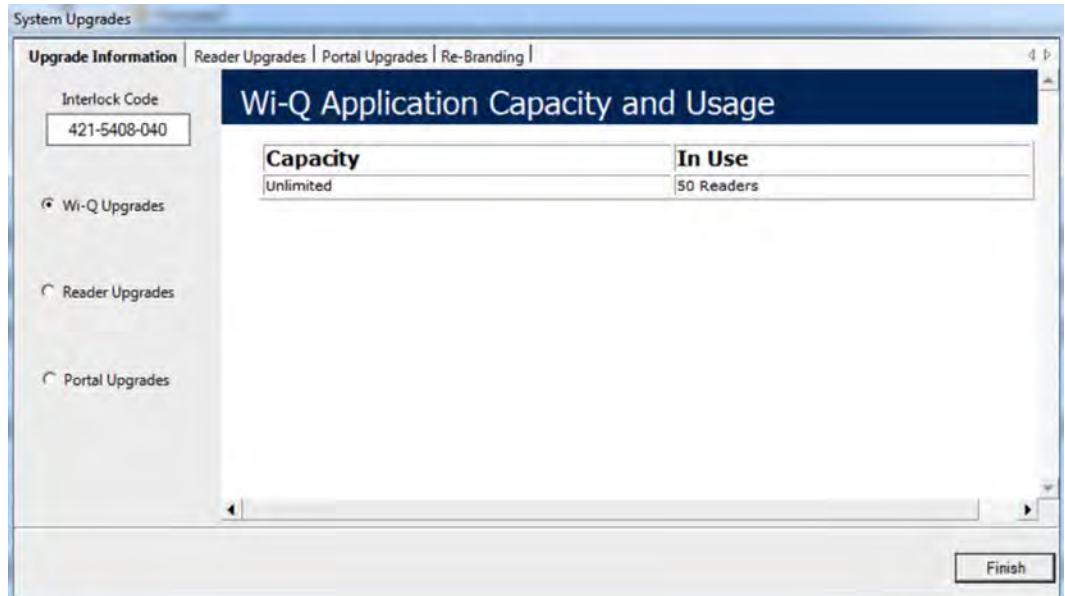 System Upgrades
Upgrade Information Reader Upgrades Portal Upgrades Re-Branding
Interlock Code
421-5408-040
Wi-Q Upgrades
Reader Upgrades
Portal Upgrades
Wi-Q Application Capacity and Usage
Capacity In Use
Unlimited 50 Readers
Finish